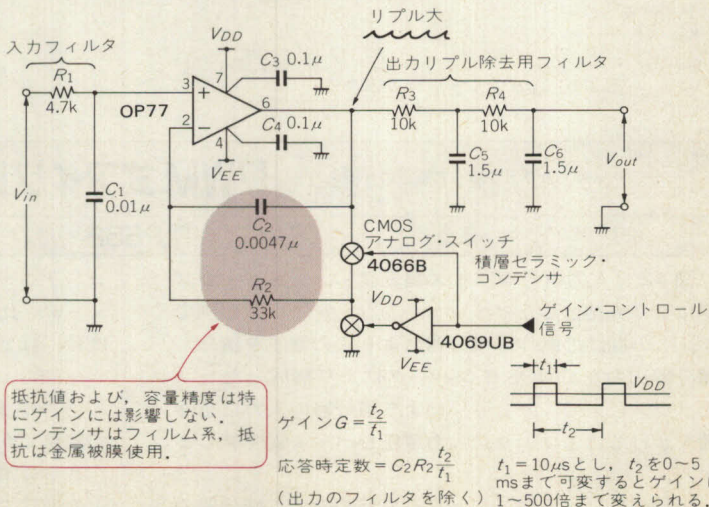 リプル大
入力フィルタ
出力リプル除去用フィルタ
VDD
C3 0.1μ
7
R1
4.7k
3
+
OP77
6
2
−
4
C4 0.1μ
VEE
R3
10k
R4
10k
C5
1.5μ
C6
1.5μ
Vout
Vin
C1
0.01μ
C2
0.0047μ
R2
33k
CMOS
アナログ・スイッチ
4066B
積層セラミック・
コンデンサ
VDD
ゲイン・コントロール
信号
4069UB
VEE
t1
VDD
t2
抵抗値および,容量精度は特
にゲインには影響しない.
コンデンサはフィルム系,抵
抗は金属被膜使用.
ゲインG=t2/t1
応答時定数=C2R2 t2/t1
(出力のフィルタを除く)
t1=10μsとし,t2を0~5
msまで可変するとゲインは
1~500倍まで変えられる.